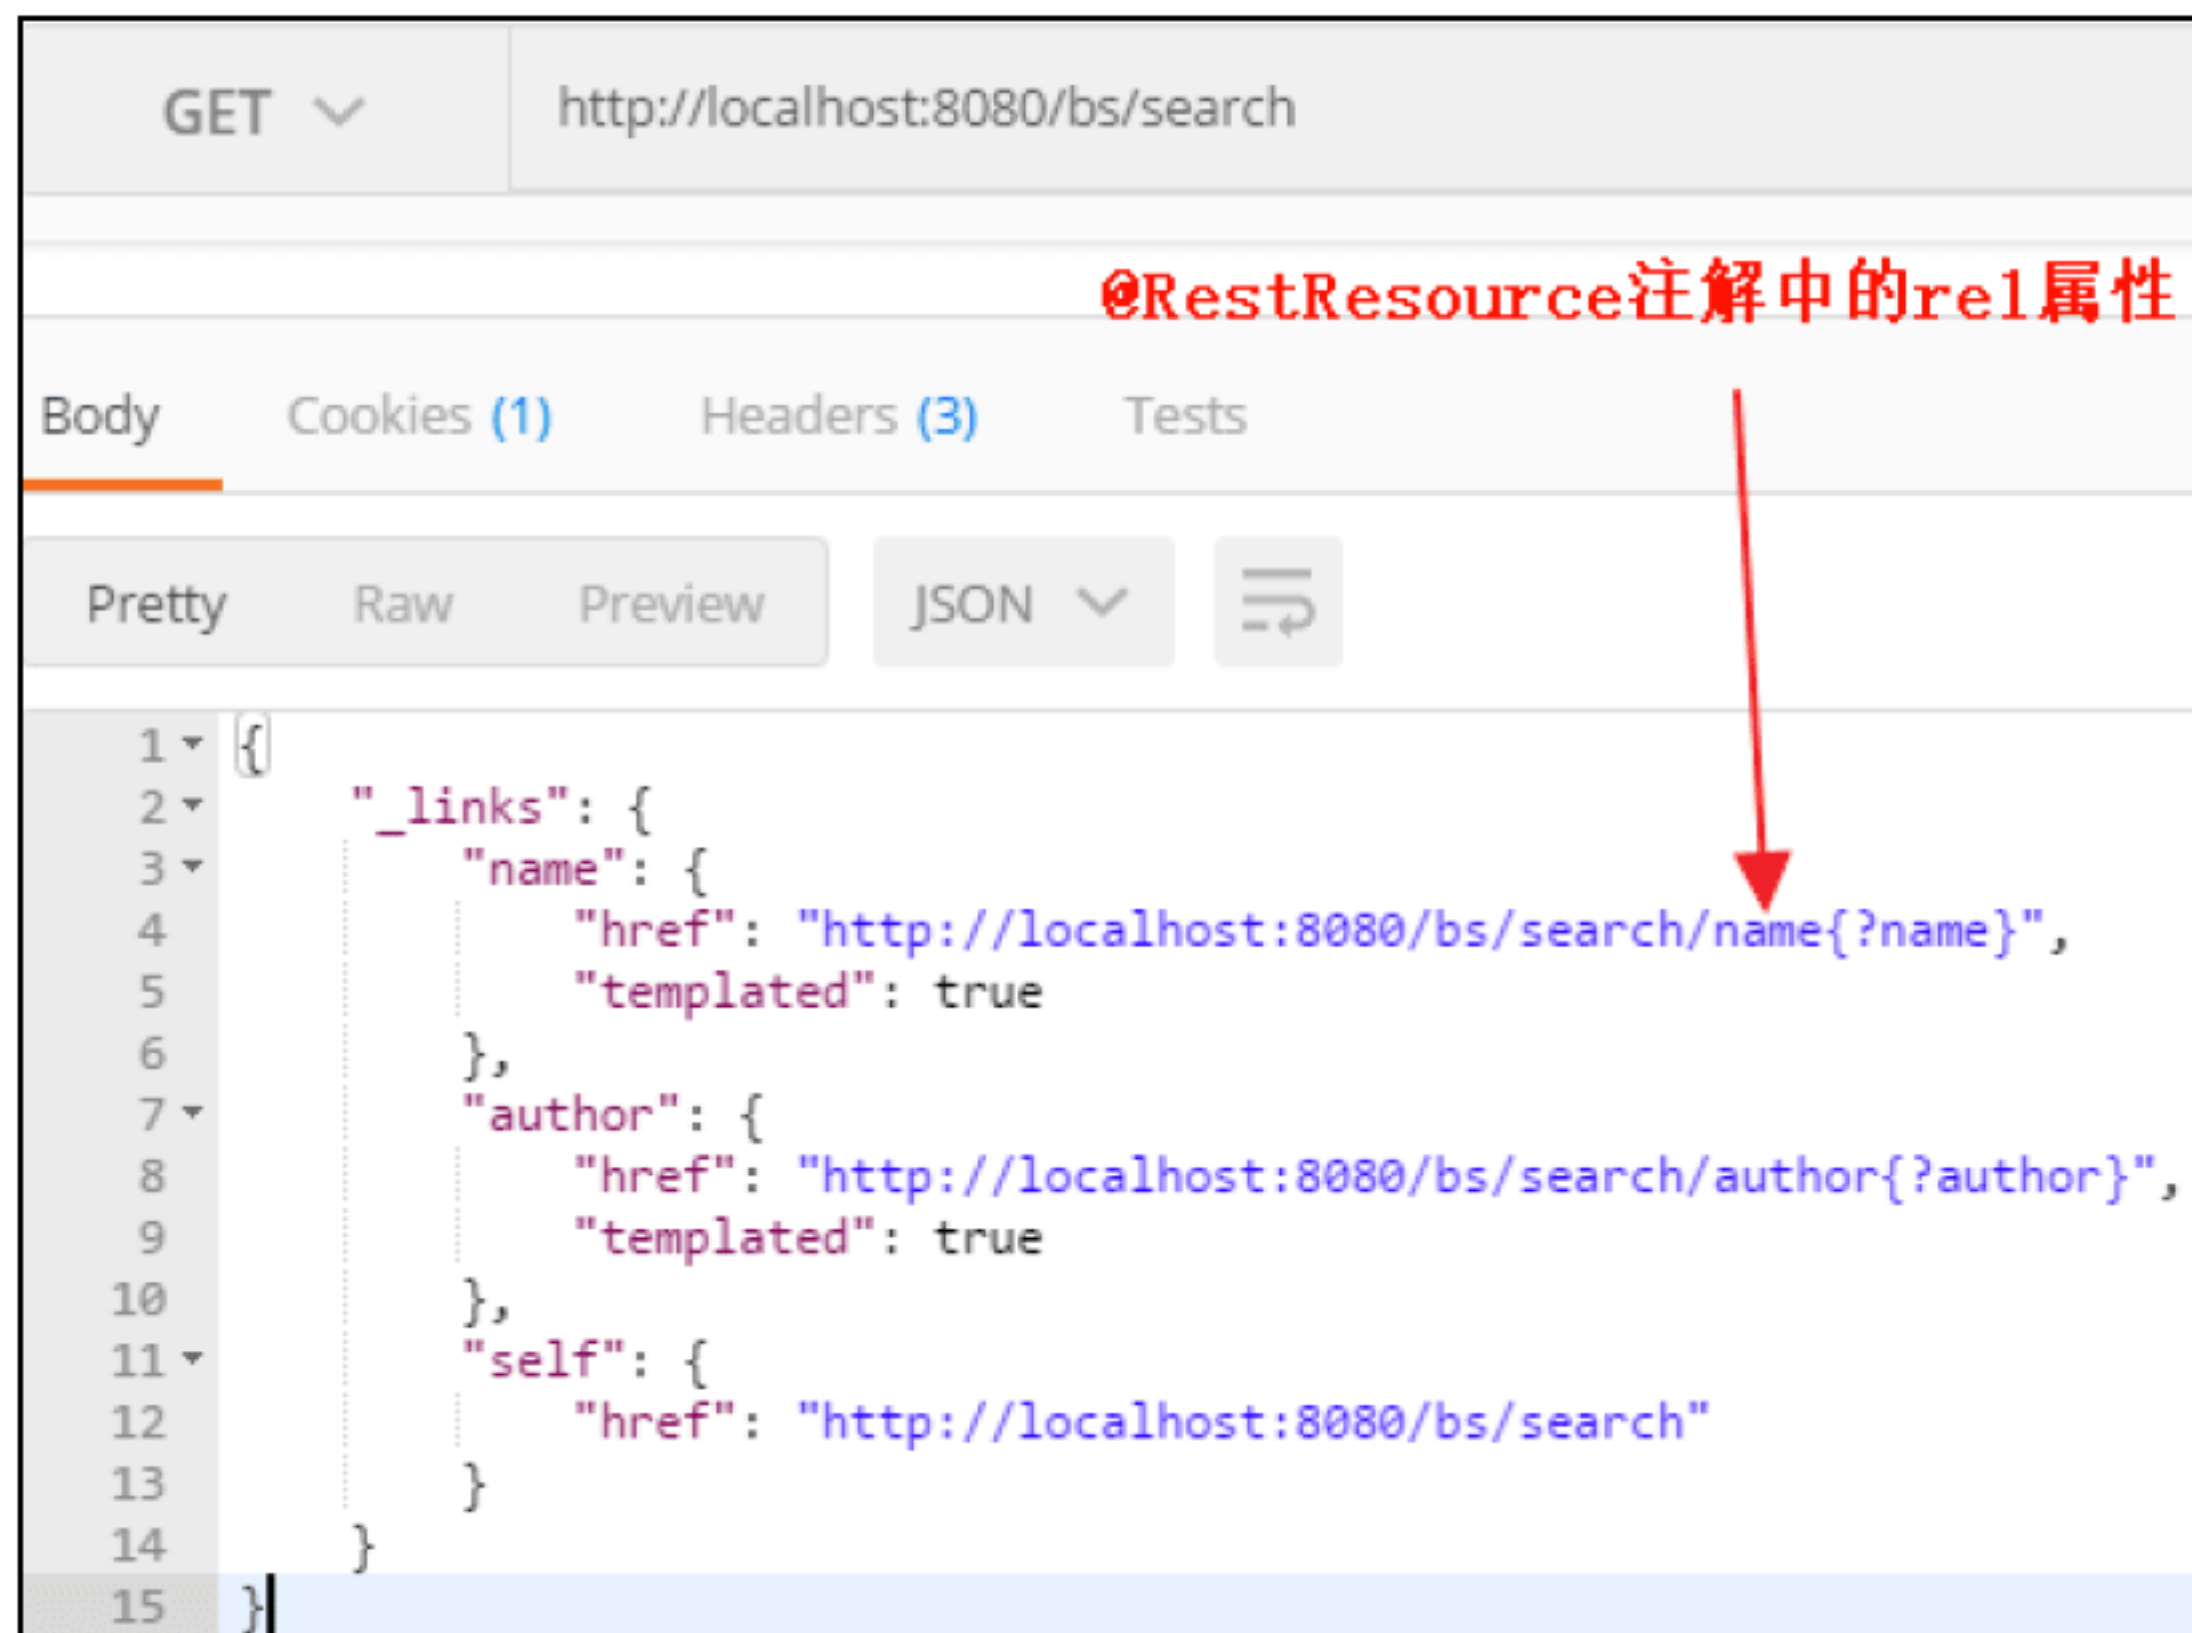 GET http://localhost:8080/bs/search
@RestResource注解中的rel属性
Body Cookies (1) Headers (3) Tests
Pretty Raw Preview JSON
1 {
2 "_links": {
3 "name": {
4 "href": "http://localhost:8080/bs/search/name{?name}",
5 "templated": true
6 },
7 "author": {
8 "href": "http://localhost:8080/bs/search/author{?author}",
9 "templated": true
10 },
11 "self": {
12 "href": "http://localhost:8080/bs/search"
13 }
14 }
15 }